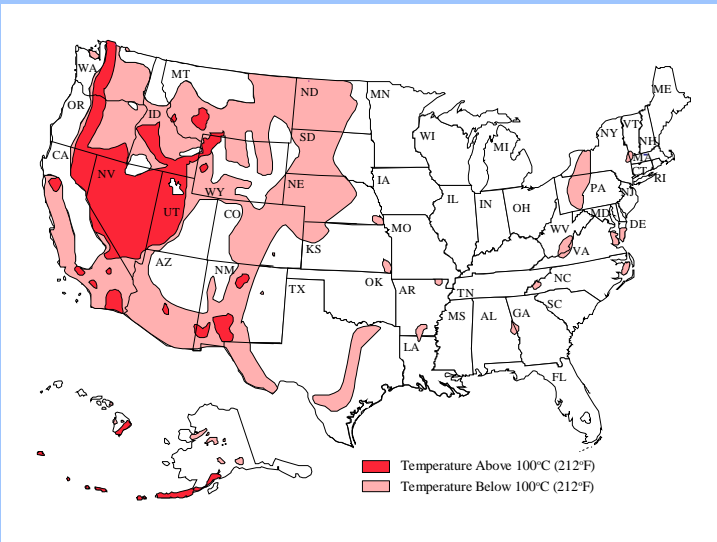 WA
MT
ND
MN
ME
OR
ID
SD
WI
MI
NY
VT
NH
MA
CT
RI
CA
NV
WY
NE
IA
PA
NJ
UT
CO
IL
IN
OH
MD
DE
KS
MO
WV
VA
AZ
NM
TX
OK
AR
TN
NC
MS
AL
GA
SC
LA
FL
Temperature Above 100°C (212°F)
Temperature Below 100°C (212°F)